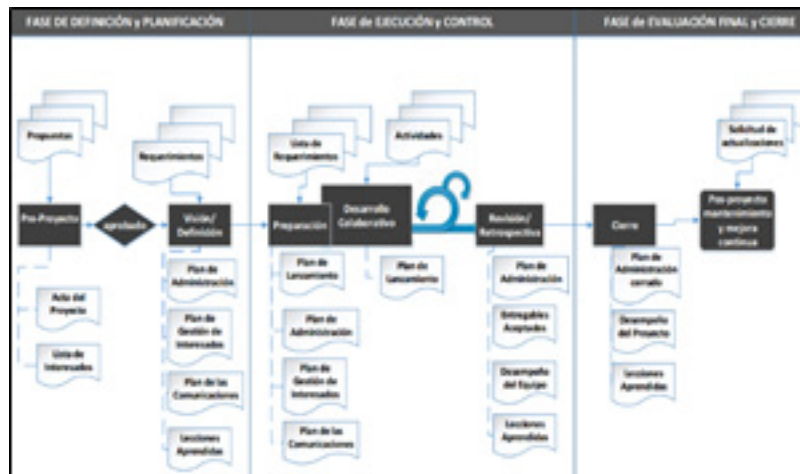 FASE DE DEFINICIÓN y PLANIFICACIÓN
FASE de EJECUCIÓN y CONTROL
FASE de EVALUACIÓN FINAL y CIERRE
Propuestas
Requerimientos
Lista de
Requerimientos
Actividades
Solicitud de
actualizaciones
Pre-Proyecto
aprobado
Visión/
Definición
Preparación
Desarrollo
Colaborativo
Revisión/
Retrospectiva
Cierre
Pos-proyecto
mantenimiento
y mejora
continua
Acta del
Proyecto
Lista de
Interesados
Plan de
Administración
Plan de
Gestión de
Interesados
Plan de las
Comunicaciones
Lecciones
Aprendidas
Plan de
Lanzamiento
Plan de
Administración
Plan de
Gestión de
Interesados
Plan de las
Comunicaciones
Plan de
Lanzamiento
Plan de
Administración
Entregables
Aceptados
Desempeño
del Equipo
Lecciones
Aprendidas
Plan de
Administración
cerrado
Desempeño
del Proyecto
Lecciones
Aprendidas